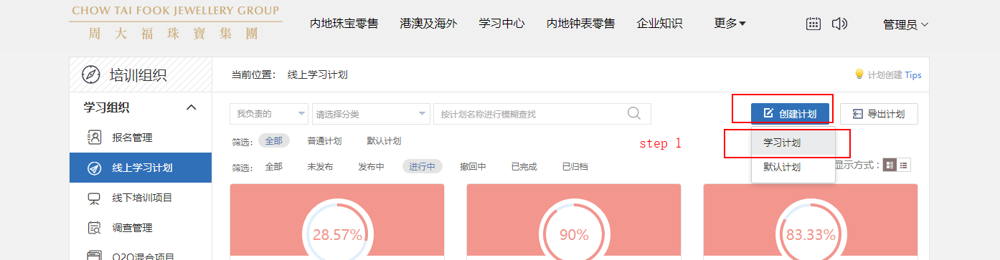 CHOW TAI FOOK JEWELLERY GROUP
周大福珠寶集團
内地珠宝零售 港澳及海外 学习中心 内地钟表零售 企业知识 更多 管理员
培训组织
当前位置： 线上学习计划
计划创建 Tips
学习组织
我负责的 请选择分类 按计划名称进行模糊查找
创建计划 导出计划
报名管理
筛选： 全部 普通计划 默认计划
step 1
学习计划
线上学习计划
筛选： 全部 未发布 发布中 进行中 撤回中 已完成 已归档
默认计划
显示方式：
线下培训项目
调查管理
28.57% 90% 83.33%
O2O混合项目